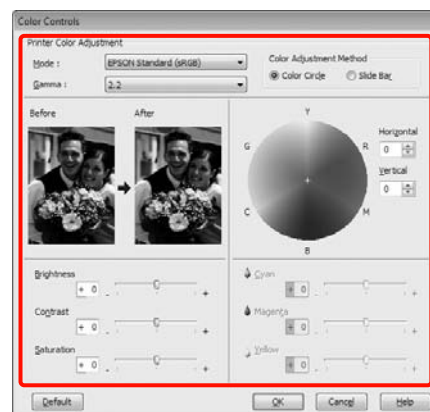 Color Controls
Printer Color Adjustment
Mode :
EPSON Standard (sRGB)
Gamma :
2.2
Color Adjustment Method
Color Circle
Slide Bar
Before
After
Y
G
R
C
M
B
Horizontal
0
Vertical
0
Brightness
+ 0
- +
Contrast
+ 0
- +
Saturation
+ 0
- +
Cyan
+ 0
- +
Magenta
+ 0
- +
Yellow
+ 0
- +
Default
OK
Cancel
Help